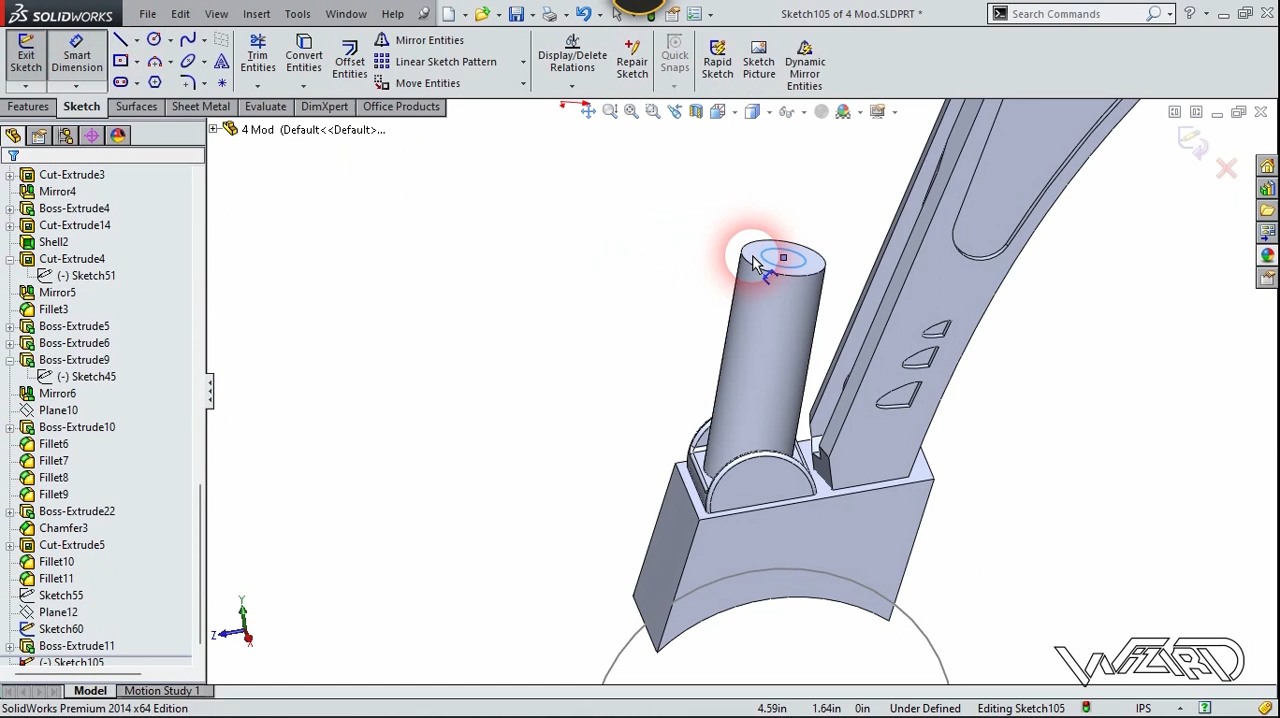 SOLIDWORKS File Edit View Insert Tools Window Help Sketch105 of 4 Mod.SLDPRT * Search Commands
Exit Sketch
Smart Dimension
Trim Entities
Convert Entities
Offset Entities
Mirror Entities
Linear Sketch Pattern
Move Entities
Display/Delete Relations
Repair Sketch
Quick Snaps
Rapid Sketch
Sketch Picture
Dynamic Mirror Entities
Features Sketch Surfaces Sheet Metal Evaluate DimXpert Office Products
4 Mod (Default<<Default>...
Cut-Extrude3
Mirror4
Boss-Extrude4
Cut-Extrude14
Shell2
Cut-Extrude4
(-) Sketch51
Mirror5
Fillet3
Boss-Extrude5
Boss-Extrude6
Boss-Extrude9
(-) Sketch45
Mirror6
Plane10
Boss-Extrude10
Fillet6
Fillet7
Fillet8
Fillet9
Boss-Extrude22
Chamfer3
Cut-Extrude5
Fillet10
Fillet11
Sketch55
Plane12
Sketch60
Boss-Extrude11
(-) Sketch105
Y
Z
X
WIZARD
Model Motion Study 1
SolidWorks Premium 2014 x64 Edition 4.59in 1.64in 0in Under Defined Editing Sketch105 IPS